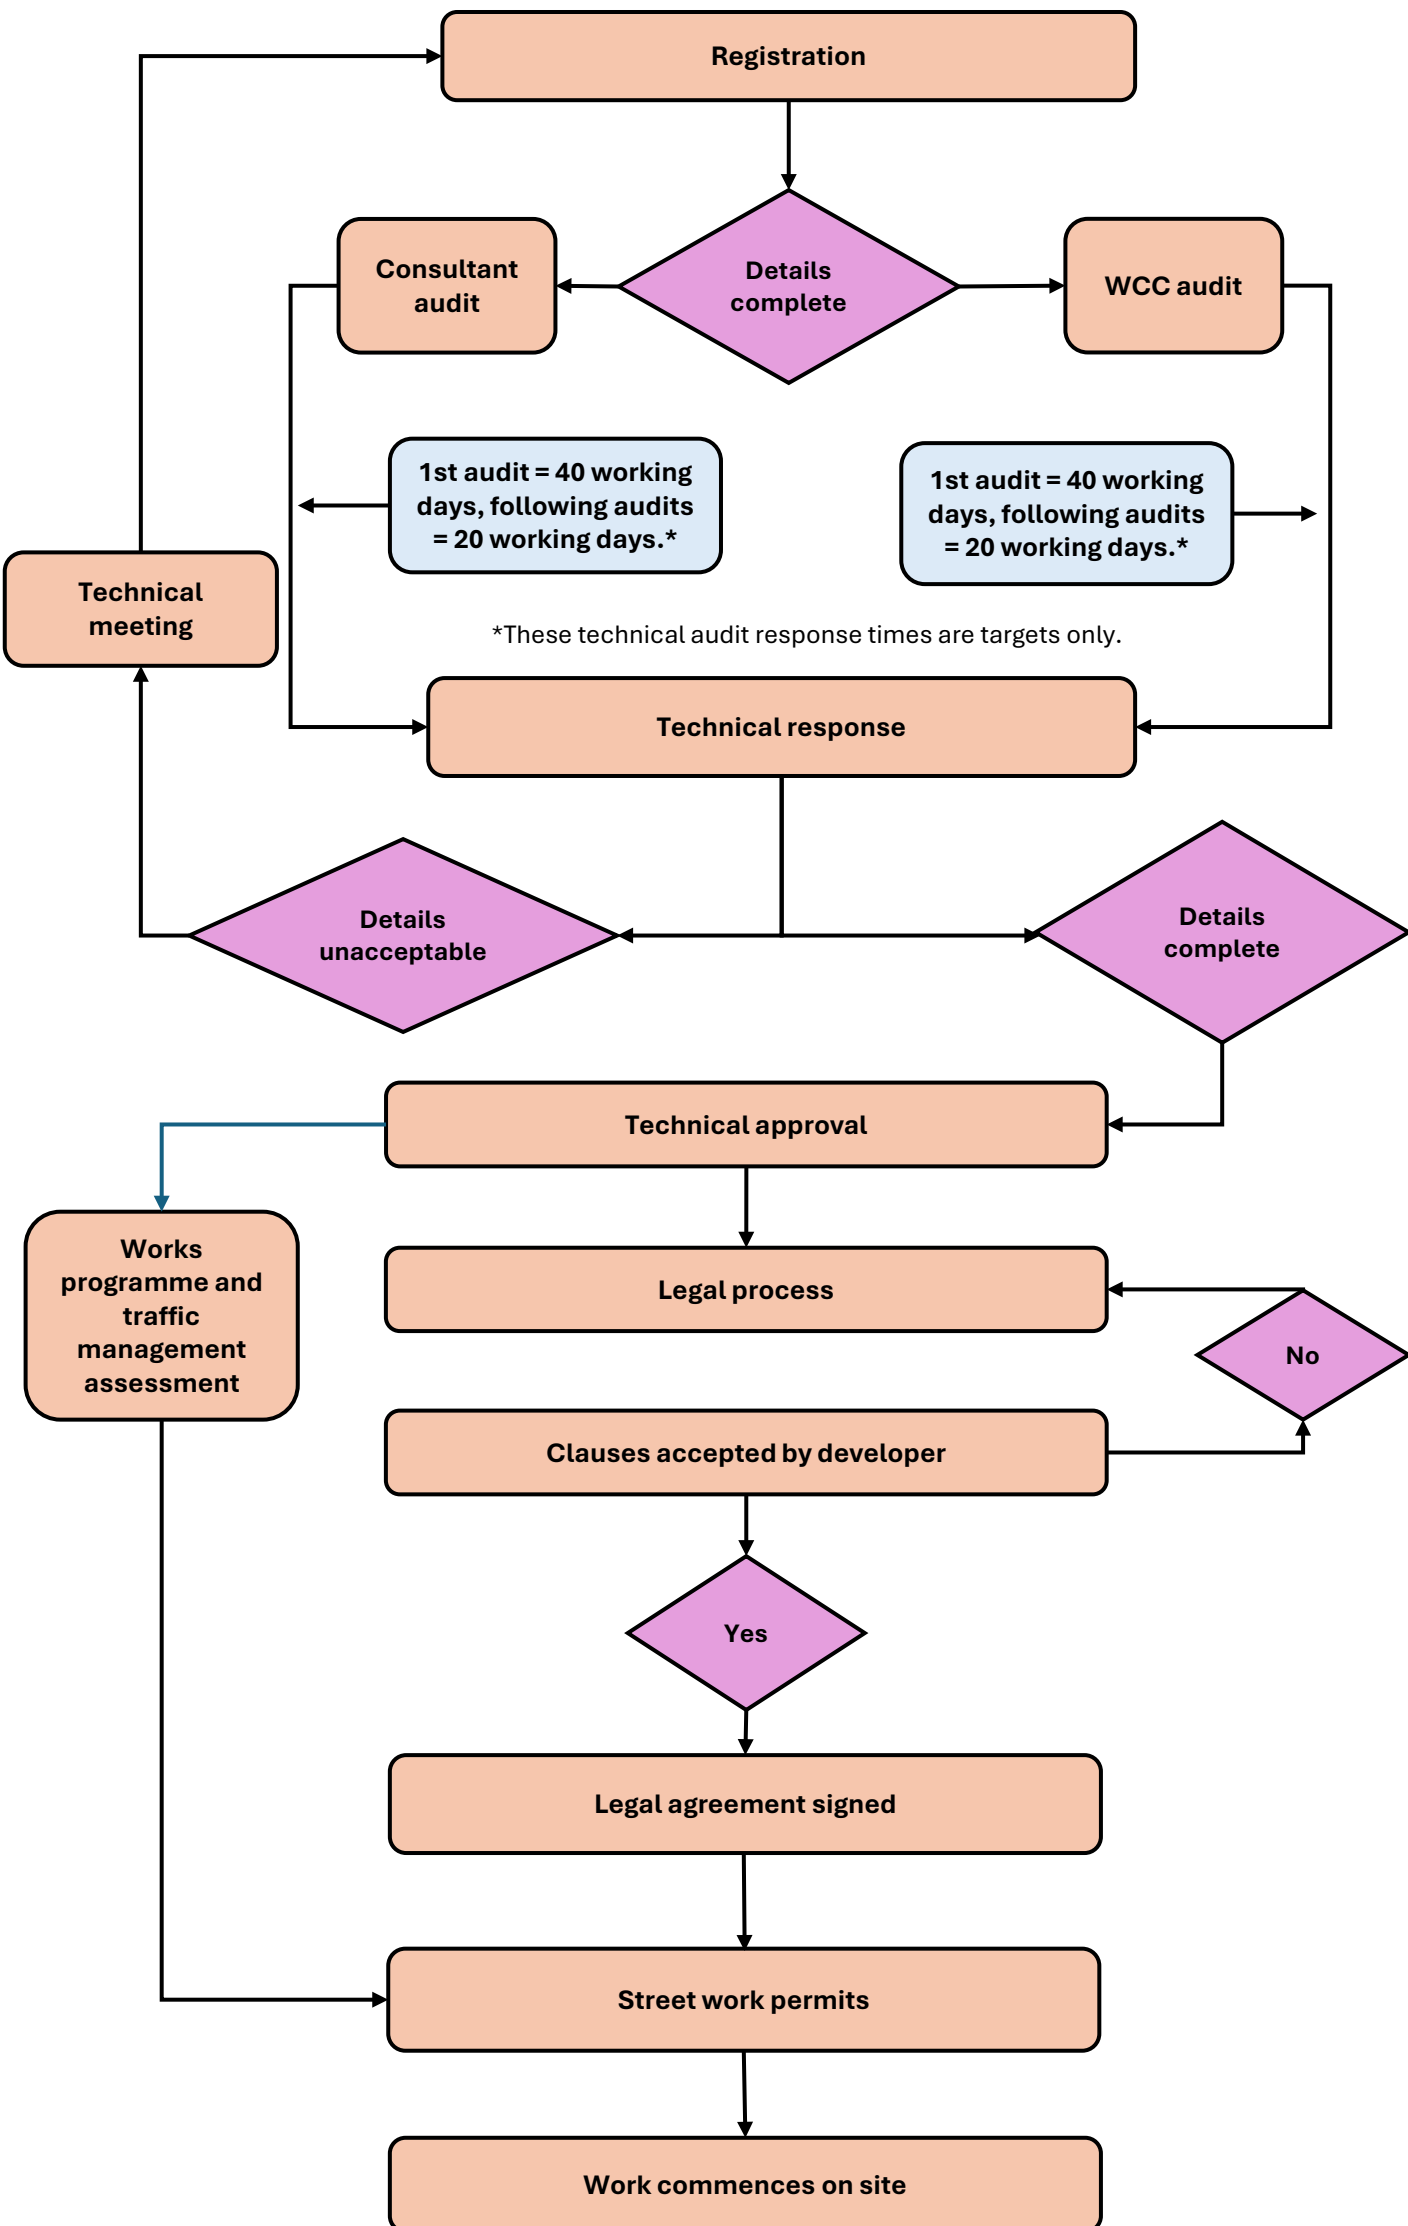 Registration
Consultant
audit
Details
complete
WCC audit
1st audit = 40 working
days, following audits
= 20 working days.*
1st audit = 40 working
days, following audits
= 20 working days.*
Technical
meeting
*These technical audit response times are targets only.
Technical response
Details
unacceptable
Details
complete
Technical approval
Works
programme and
traffic
management
assessment
Legal process
No
Clauses accepted by developer
Yes
Legal agreement signed
Street work permits
Work commences on site